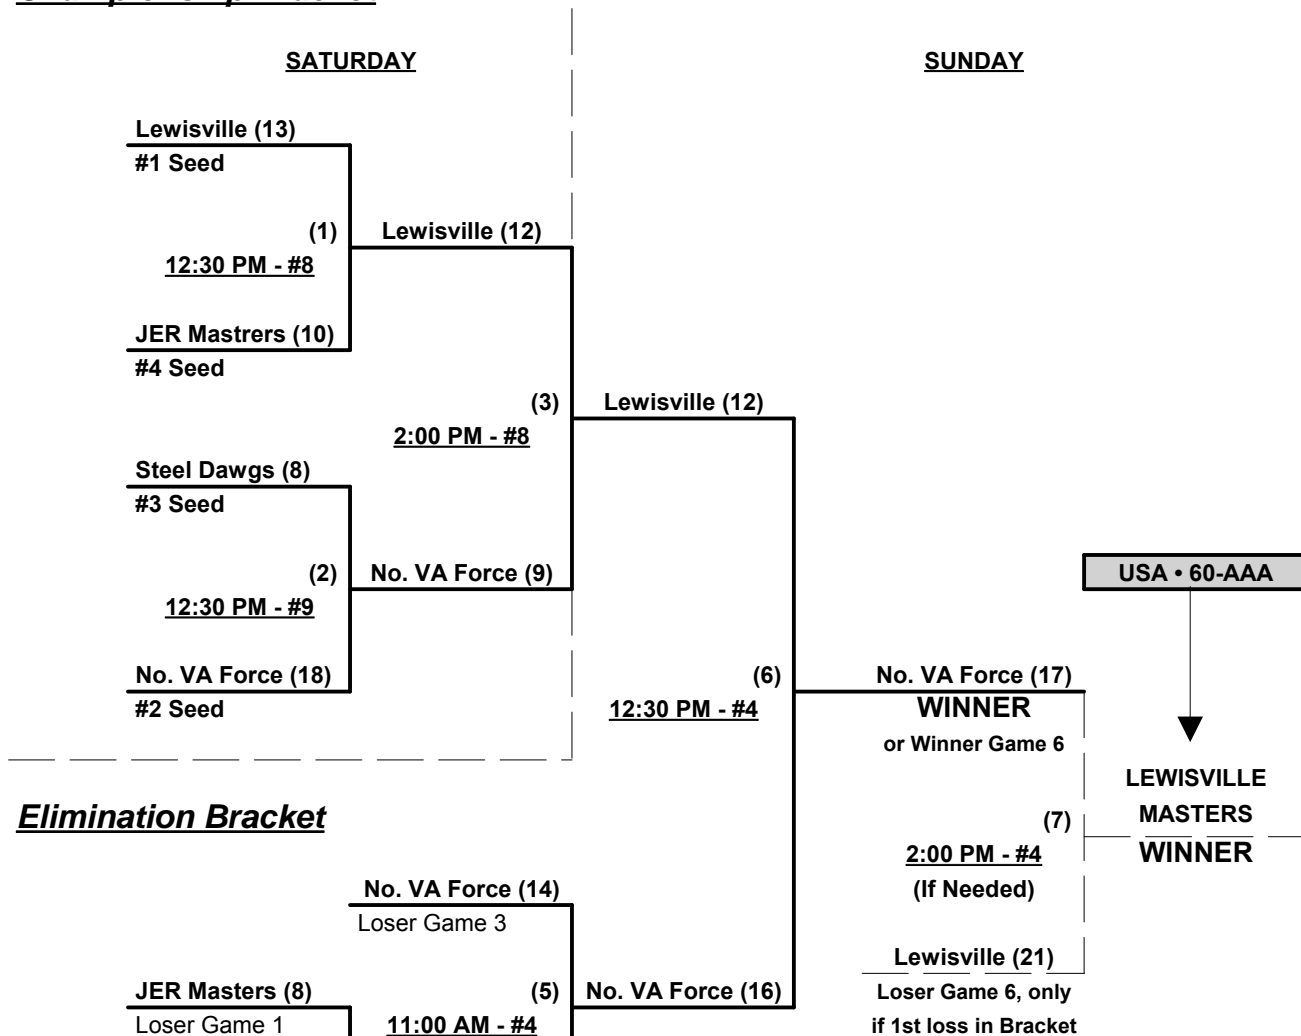 SATURDAY
SUNDAY
Lewisville (13)
#1 Seed
(1)
Lewisville (12)
12:30 PM - #8
JER Mastrers (10)
#4 Seed
(3)
Lewisville (12)
2:00 PM - #8
Steel Dawgs (8)
#3 Seed
(2)
No. VA Force (9)
12:30 PM - #9
USA • 60-AAA
No. VA Force (18)
#2 Seed
(6)
12:30 PM - #4
No. VA Force (17)
WINNER
or Winner Game 6
LEWISVILLE
MASTERS
WINNER
Elimination Bracket
(7)
2:00 PM - #4
(If Needed)
No. VA Force (14)
Loser Game 3
Lewisville (21)
Loser Game 6, only
if 1st loss in Bracket
JER Masters (8)
Loser Game 1
(5)
No. VA Force (16)
11:00 AM - #4